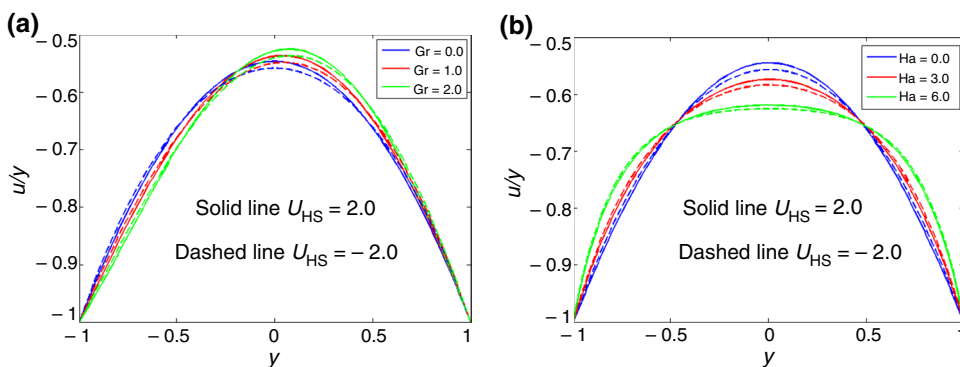 (a)
− 0.5
− 0.6
− 0.7
− 0.8
− 0.9
− 1
− 1
− 0.5
0
0.5
1
u/y
y
Gr = 0.0
Gr = 1.0
Gr = 2.0
Solid line U_HS = 2.0
Dashed line U_HS = − 2.0
(b)
− 0.5
− 0.6
− 0.7
− 0.8
− 0.9
− 1
− 1
− 0.5
0
0.5
1
u/y
y
Ha = 0.0
Ha = 3.0
Ha = 6.0
Solid line U_HS = 2.0
Dashed line U_HS = − 2.0